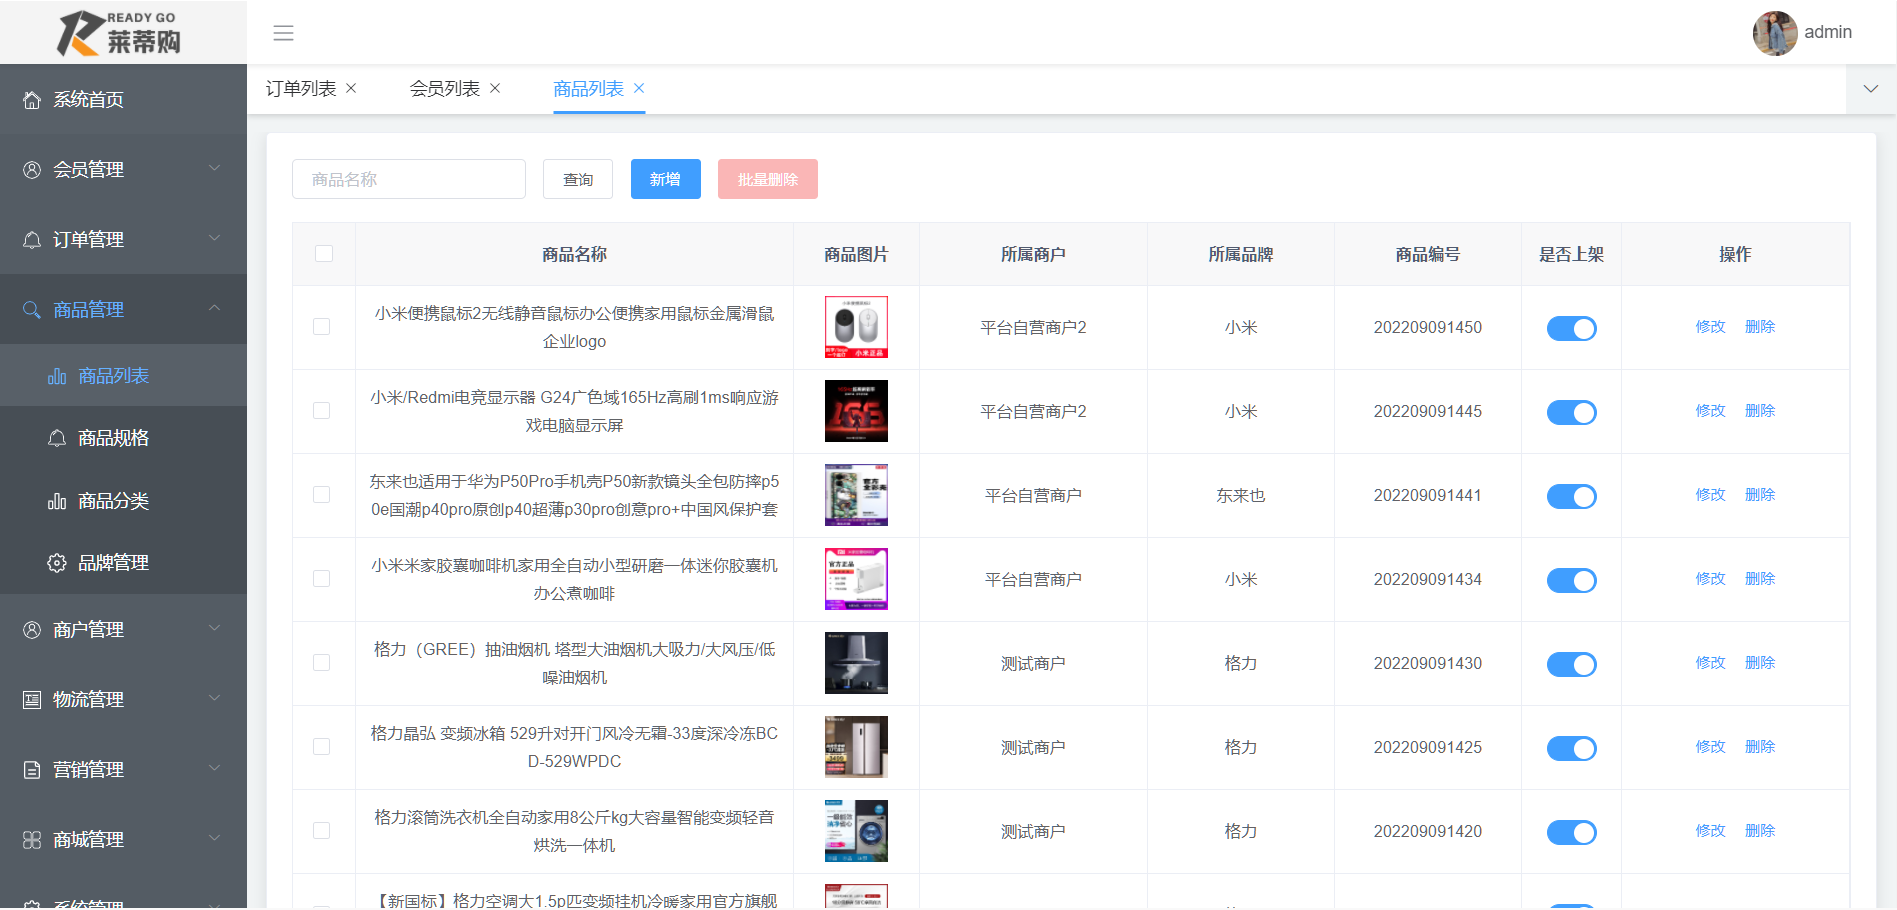 READY GO
莱蒂购
admin
系统首页
会员管理
订单管理
商品管理
商品列表
商品规格
商品分类
品牌管理
商户管理
物流管理
营销管理
商城管理
系统管理
订单列表
会员列表
商品列表
商品名称
查询
新增
批量删除
商品名称 商品图片 所属商户 所属品牌 商品编号 是否上架 操作
小米便携鼠标2无线静音鼠标办公便携家用鼠标金属滑鼠
企业logo
平台自营商户2 小米 202209091450 修改 删除
小米/Redmi电竞显示器 G24广色域165Hz高刷1ms响应游
戏电脑显示屏
平台自营商户2 小米 202209091445 修改 删除
东来也适用于华为P50Pro手机壳P50新款镜头全包防摔p5
0e国潮p40pro原创p40超薄p30pro创意pro+中国风保护套
平台自营商户 东来也 202209091441 修改 删除
小米米家胶囊咖啡机家用全自动小型研磨一体迷你胶囊机
办公煮咖啡
官方正品
平台自营商户 小米 202209091434 修改 删除
格力（GREE）抽油烟机 塔型大油烟机大吸力/大风压/低
噪油烟机
测试商户 格力 202209091430 修改 删除
格力晶弘 变频冰箱 529升对开门风冷无霜-33度深冷冻BC
D-529WPDC
测试商户 格力 202209091425 修改 删除
格力滚筒洗衣机全自动家用8公斤kg大容量智能变频轻音
烘洗一体机
测试商户 格力 202209091420 修改 删除
【新国标】格力空调大1.5p匹变频挂机冷暖家用官方旗舰